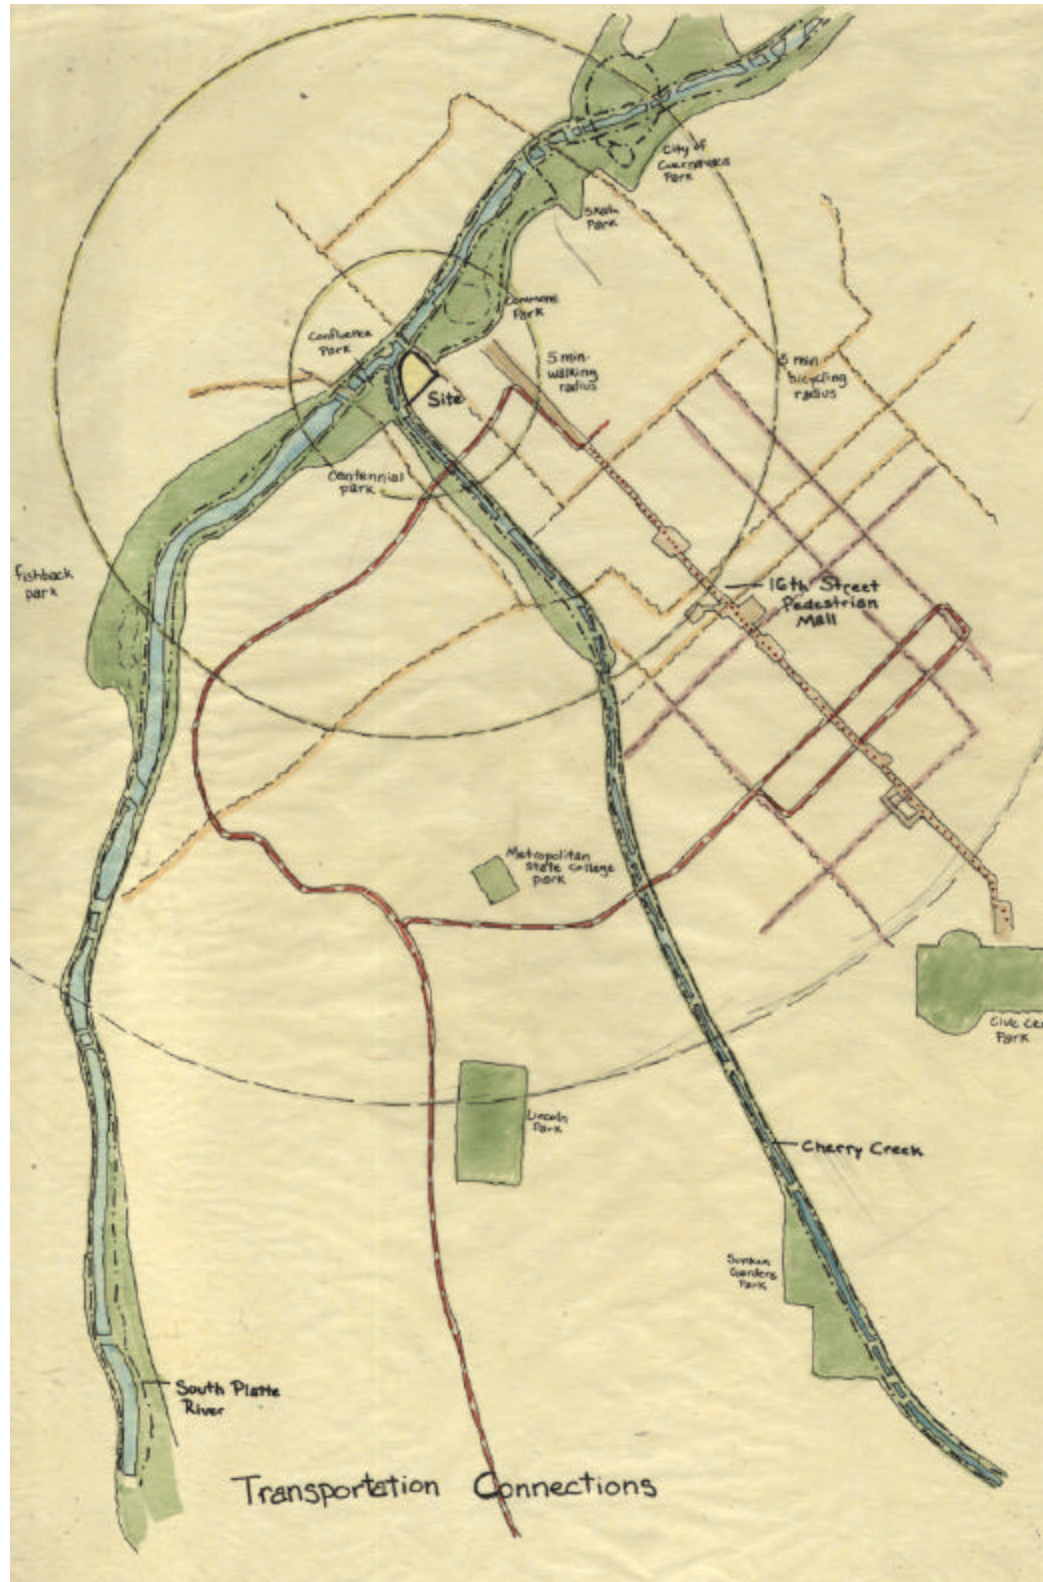 City of
Cuernavaca
Park
Skate
Park
Commons
Park
Confluence
Park
5 min.
walking
radius
5 min
bicycling
radius
Site
Centennial
park
fishback
park
16th Street
Pedestrian
Mall
Metropolitan
state college
park
Civic Ce
Park
Lincoln
Park
Cherry Creek
Sunken
Gardens
Park
South Platte
River
Transportation Connections